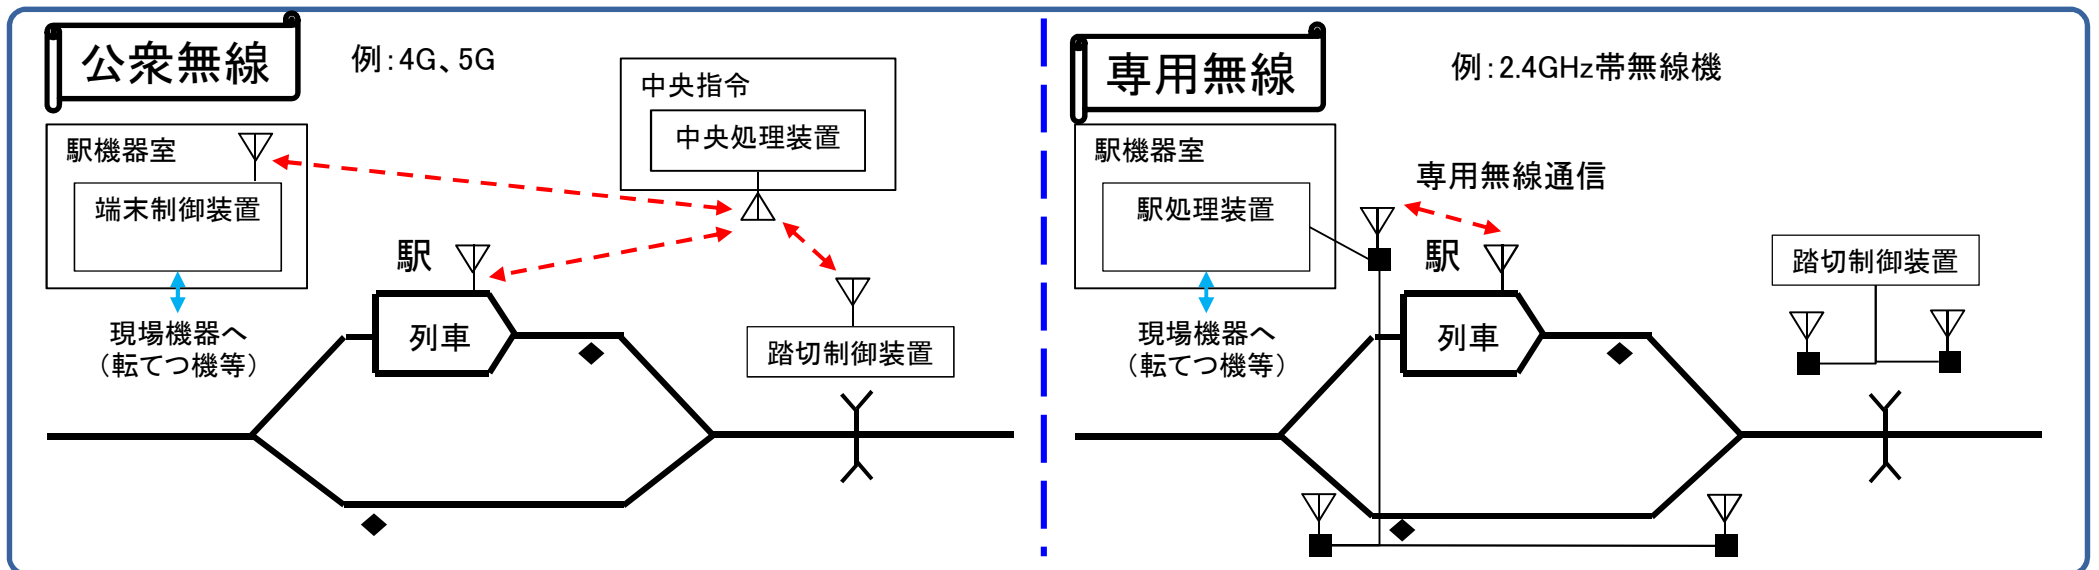 公衆無線
例：4G、5G
中央指令
中央処理装置
駅機器室
端末制御装置
駅
列車
現場機器へ
（転てつ機等）
踏切制御装置
専用無線
例：2.4GHz帯無線機
駅機器室
駅処理装置
専用無線通信
駅
列車
現場機器へ
（転てつ機等）
踏切制御装置